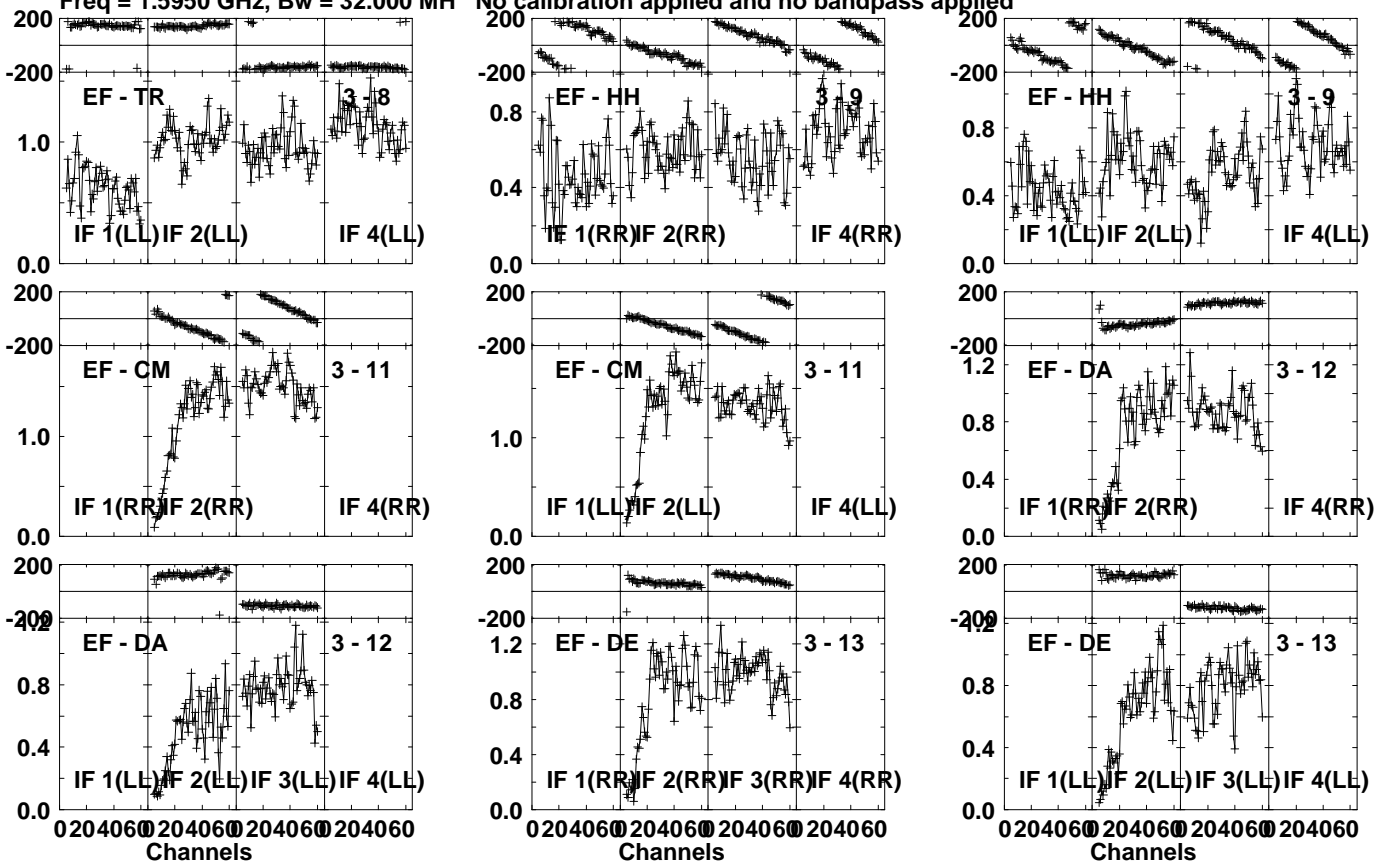 Freq = 1.5950 GHz, Bw = 32.000 MH No calibration applied and no bandpass applied
200 200 200
-200 -200 -200
EF - TR 3 - 8 EF - HH 3 - 9 EF - HH 3 - 9
1.0 0.8 0.8
0.4 0.4
IF 1(LL) IF 2(LL) IF 4(LL) IF 1(RR) IF 2(RR) IF 4(RR) IF 1(LL) IF 2(LL) IF 4(LL)
0.0 0.0 0.0
200 200 200
-200 -200 -200
EF - CM 3 - 11 EF - CM 3 - 11 EF - DA 3 - 12
1.2
1.0 1.0 0.8
0.4
IF 1(RR) IF 2(RR) IF 4(RR) IF 1(LL) IF 2(LL) IF 4(LL) IF 1(RR) IF 2(RR) IF 4(RR)
0.0 0.0 0.0
200 200 200
-200 -200 -200
1.2 1.2 1.2
EF - DA 3 - 12 EF - DE 3 - 13 EF - DE 3 - 13
0.8 0.8 0.8
0.4 0.4 0.4
IF 1(LL) IF 2(LL) IF 3(LL) IF 4(LL) IF 1(RR) IF 2(RR) IF 3(RR) IF 4(RR) IF 1(LL) IF 2(LL) IF 3(LL) IF 4(LL)
0.0 0.0 0.0
0 20 40 60 0 20 40 60 0 20 40 60 0 20 40 60 0 20 40 60 0 20 40 60 0 20 40 60 0 20 40 60 0 20 40 60 0 20 40 60 0 20 40 60 0 20 40 60
Channels Channels Channels